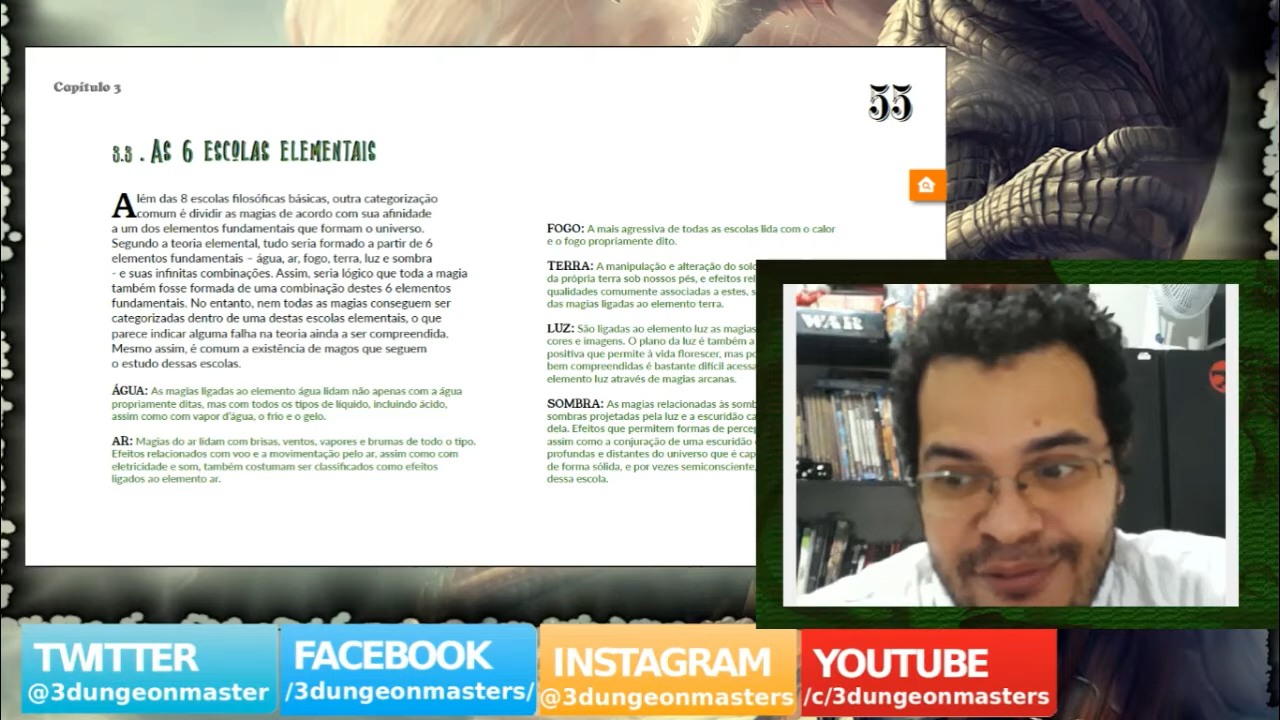 Capítulo 3
55
3.3 . As 6 escolas elementais
Além das 8 escolas filosóficas básicas, outra categorização
comum é dividir as magias de acordo com sua afinidade
a um dos elementos fundamentais que formam o universo.
Segundo a teoria elemental, tudo seria formado a partir de 6
elementos fundamentais – água, ar, fogo, terra, luz e sombra
- e suas infinitas combinações. Assim, seria lógico que toda a magia
também fosse formada de uma combinação destes 6 elementos
fundamentais. No entanto, nem todas as magias conseguem ser
categorizadas dentro de uma destas escolas elementais, o que
parece indicar alguma falha na teoria ainda a ser compreendida.
Mesmo assim, é comum a existência de magos que seguem
o estudo dessas escolas.
ÁGUA: As magias ligadas ao elemento água lidam não apenas com a água
propriamente ditas, mas com todos os tipos de líquido, incluindo ácido,
assim como com vapor d'água, o frio e o gelo.
AR: Magias do ar lidam com brisas, ventos, vapores e brumas de todo o tipo.
Efeitos relacionados com voo e a movimentação pelo ar, assim como com
eletricidade e som, também costumam ser classificados como efeitos
ligados ao elemento ar.
FOGO: A mais agressiva de todas as escolas lida com o calor
e o fogo propriamente dito.
TERRA: A manipulação e alteração do solo
da própria terra sob nossos pés, e efeitos
qualidades comumente associadas a estes,
das magias ligadas ao elemento terra.
LUZ: São ligadas ao elemento luz as magias
cores e imagens. O plano da luz é também a
positiva que permite à vida florescer, mas
bem compreendidas é bastante difícil
elemento luz através de magias arcanas.
SOMBRA: As magias relacionadas às
sombras projetadas pela luz e a escuridão
dela. Efeitos que permitem formas de
assim como a conjuração de uma escuridão
profundas e distantes do universo que é
de forma sólida, e por vezes semiconsciente,
dessa escola.
WAR
TWITTER
@3dungeonmaster
FACEBOOK
/3dungeonmasters/
INSTAGRAM
@3dungeonmasters
YOUTUBE
/c/3dungeonmasters